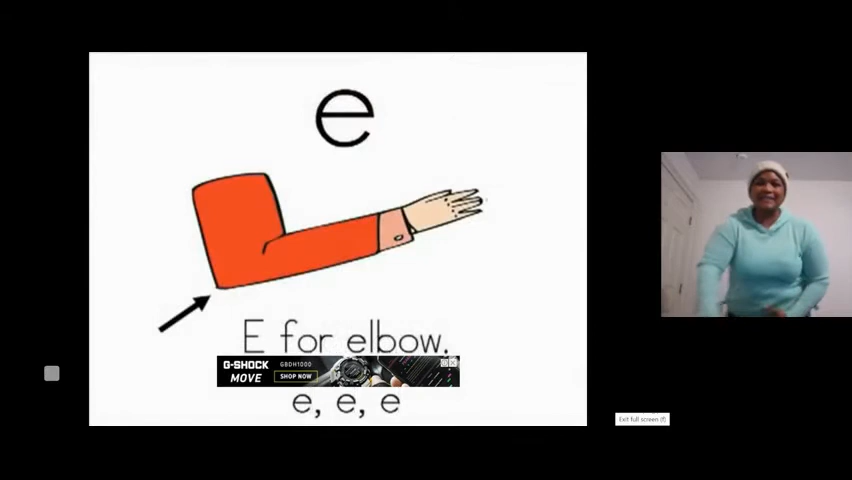 e
E for elbow.
G-SHOCK GBDH1000
MOVE SHOP NOW
e, e, e
Exit full screen (f)